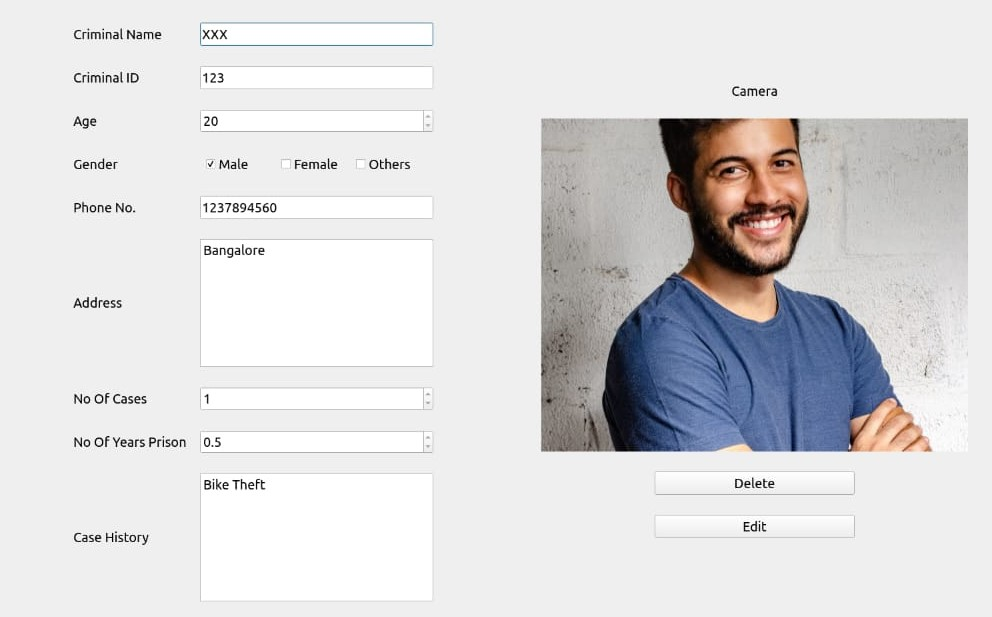 Criminal Name XXX
Criminal ID 123
Age 20
Gender Male Female Others
Phone No. 1237894560
Address Bangalore
No Of Cases 1
No Of Years Prison 0.5
Case History Bike Theft
Camera
Delete
Edit